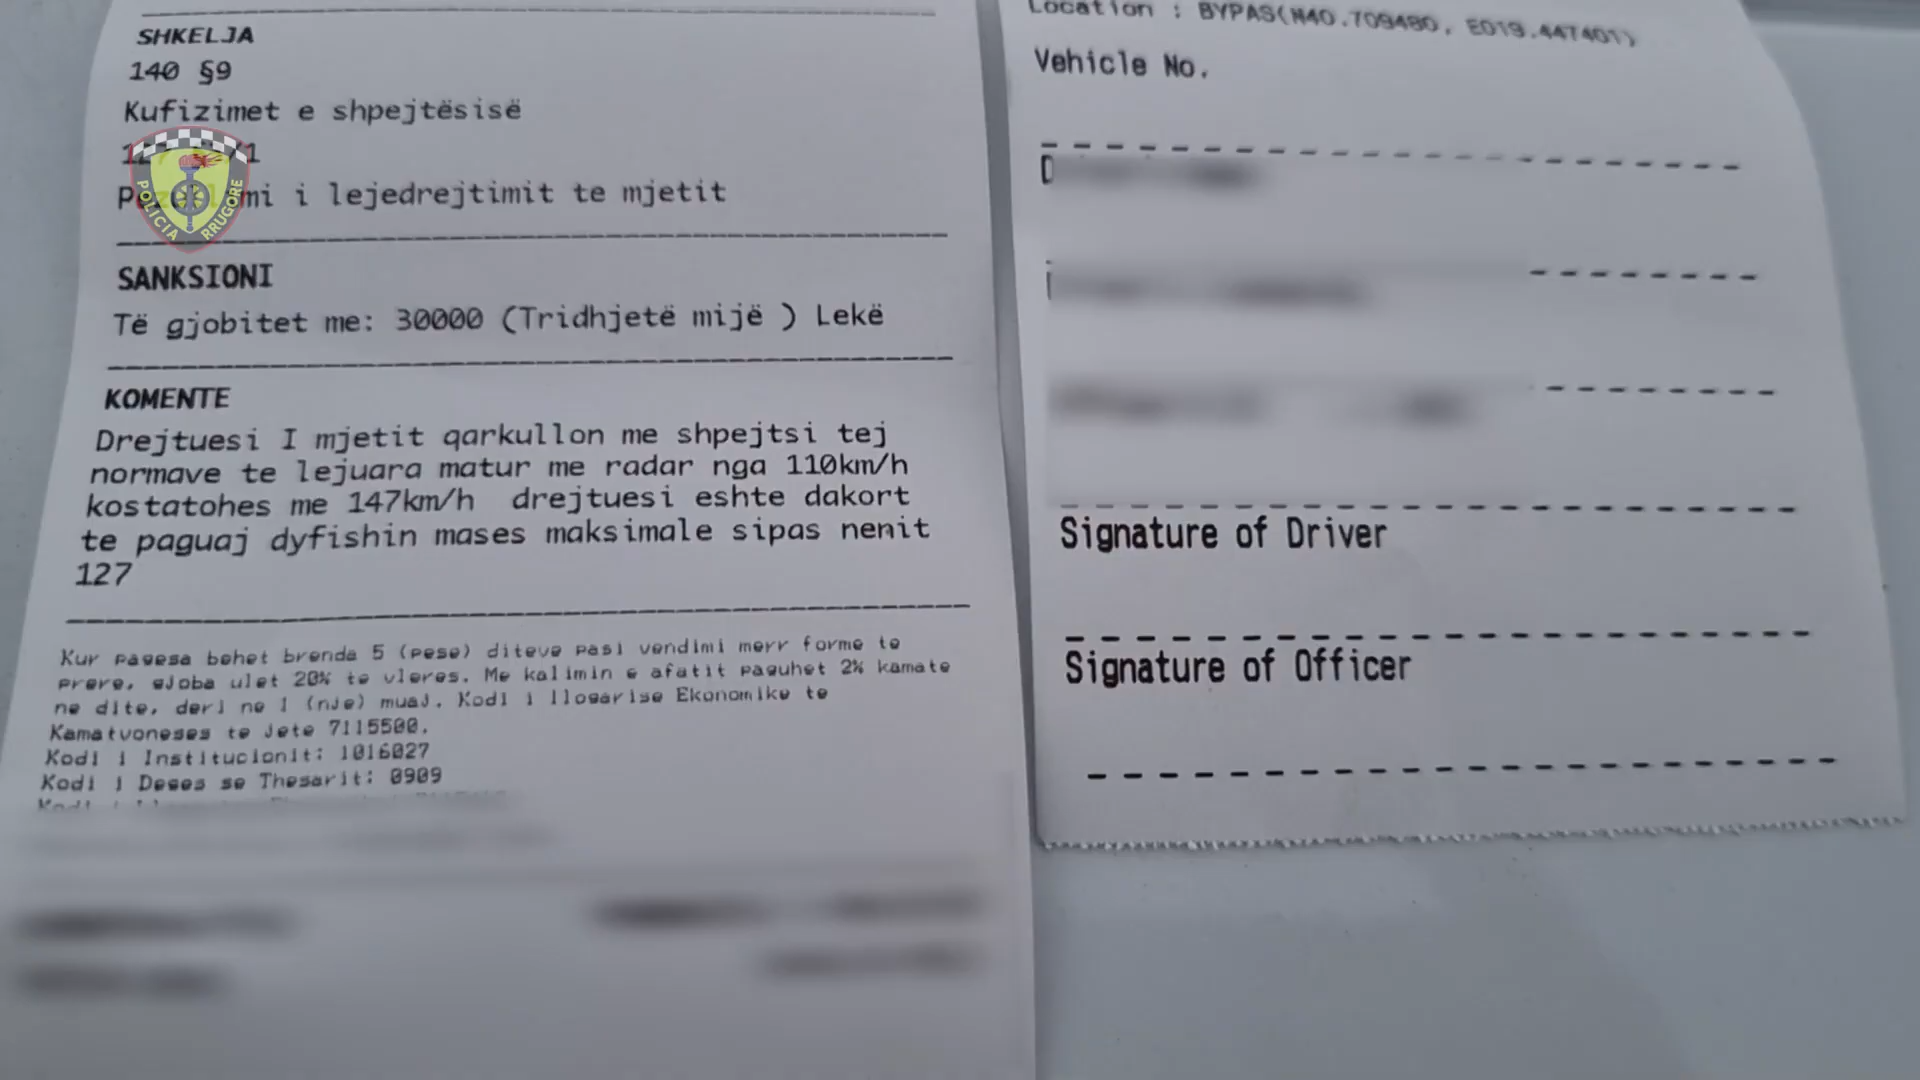 SHKELJA
140 §9
Kufizimet e shpejtësisë
i lejedrejtimit te mjetit
POLICIA RRUGORE
SANKSIONI
Të gjobitet me: 30000 (Tridhjetë mijë ) Lekë
KOMENTE
Drejtuesi I mjetit qarkullon me shpejtsi tej
normave te lejuara matur me radar nga 110km/h
kostatohes me 147km/h drejtuesi eshte dakort
te paguaj dyfishin mases maksimale sipas nenit
127
Kur pagesa behet brenda 5 (pese) diteve pasi vendimi merr forme te
prere, gjoba ulet 20% te vleres. Me kalimin e afatit paguhet 2% kamate
ne dite, deri ne 1 (nje) muaj. Kodi i llogarise Ekonomike te
Kamatvoneses te jete 7115500.
Kodi i Institucionit: 1016027
Kodi i Deges se Thesarit: 0909
Location : BYPAS(N40.709480, E019.447401)
Vehicle No.
Signature of Driver
Signature of Officer